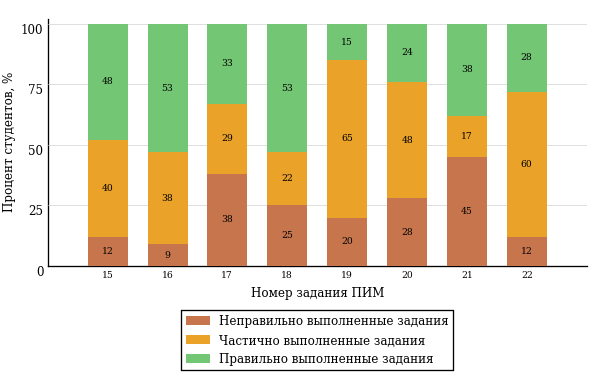 Процент студентов, %
100
48 53 33 53 15 24 38 28
75
40 38 29 22 65 48 17 60
50
12 9 38 25 20 28 45 12
25
0
15 16 17 18 19 20 21 22
Номер задания ПИМ
Неправильно выполненные задания
Частично выполненные задания
Правильно выполненные задания